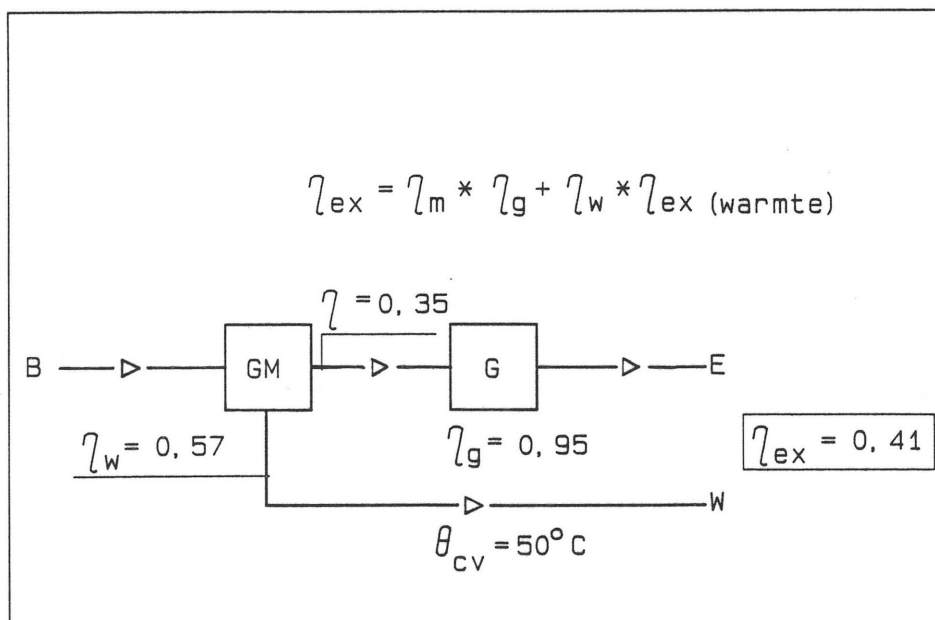 ηex = ηm * ηg + ηw * ηex (warmte)
η = 0,35
B GM G E
ηw = 0,57 ηg = 0,95 ηex = 0,41
W
θcv = 50°C